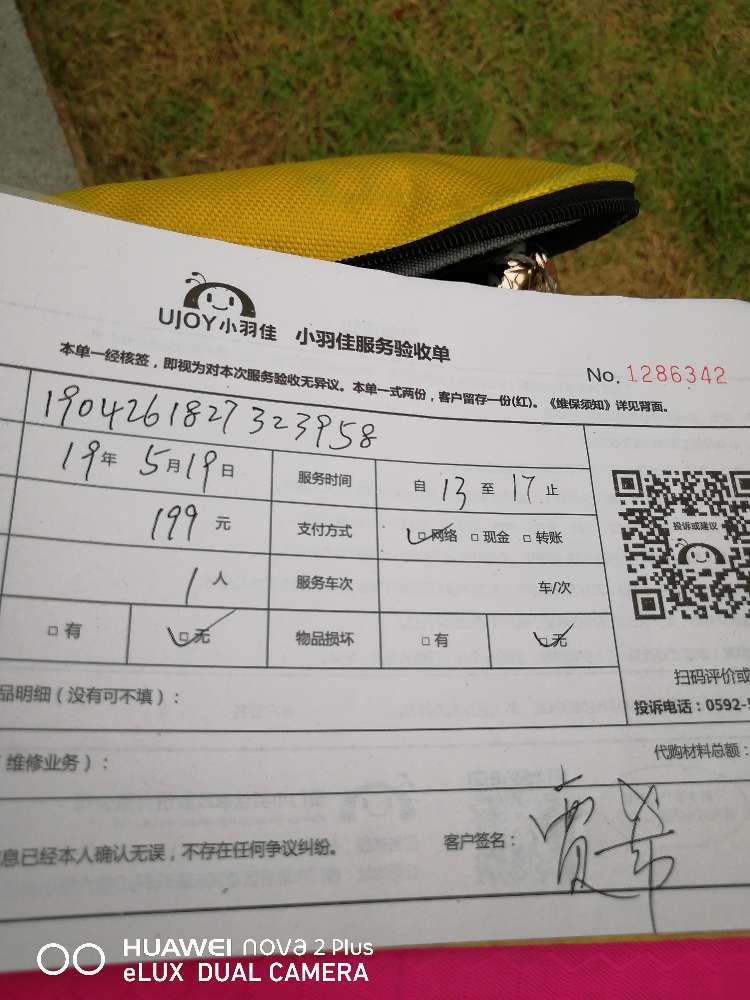 UJOY小羽佳 小羽佳服务验收单
本单一经核签，即视为对本次服务验收无异议。本单一式两份，客户留存一份(红)。《维保须知》详见背面。
No. 1286342
1904261827323958
19年 5月19日 服务时间 自 13 至 17 止
199 元 支付方式 □ 网络 □ 现金 □ 转账
1 人 服务车次 车/次
□ 有 □ 无 物品损坏 □ 有 □ 无
投诉或建议
扫码评价或
投诉电话：0592-
品明细（没有可不填）：
代购材料总额：
维修业务）：
息已经本人确认无误，不存在任何争议纠纷。 客户签名：
HUAWEI nova 2 Plus
eLUX DUAL CAMERA